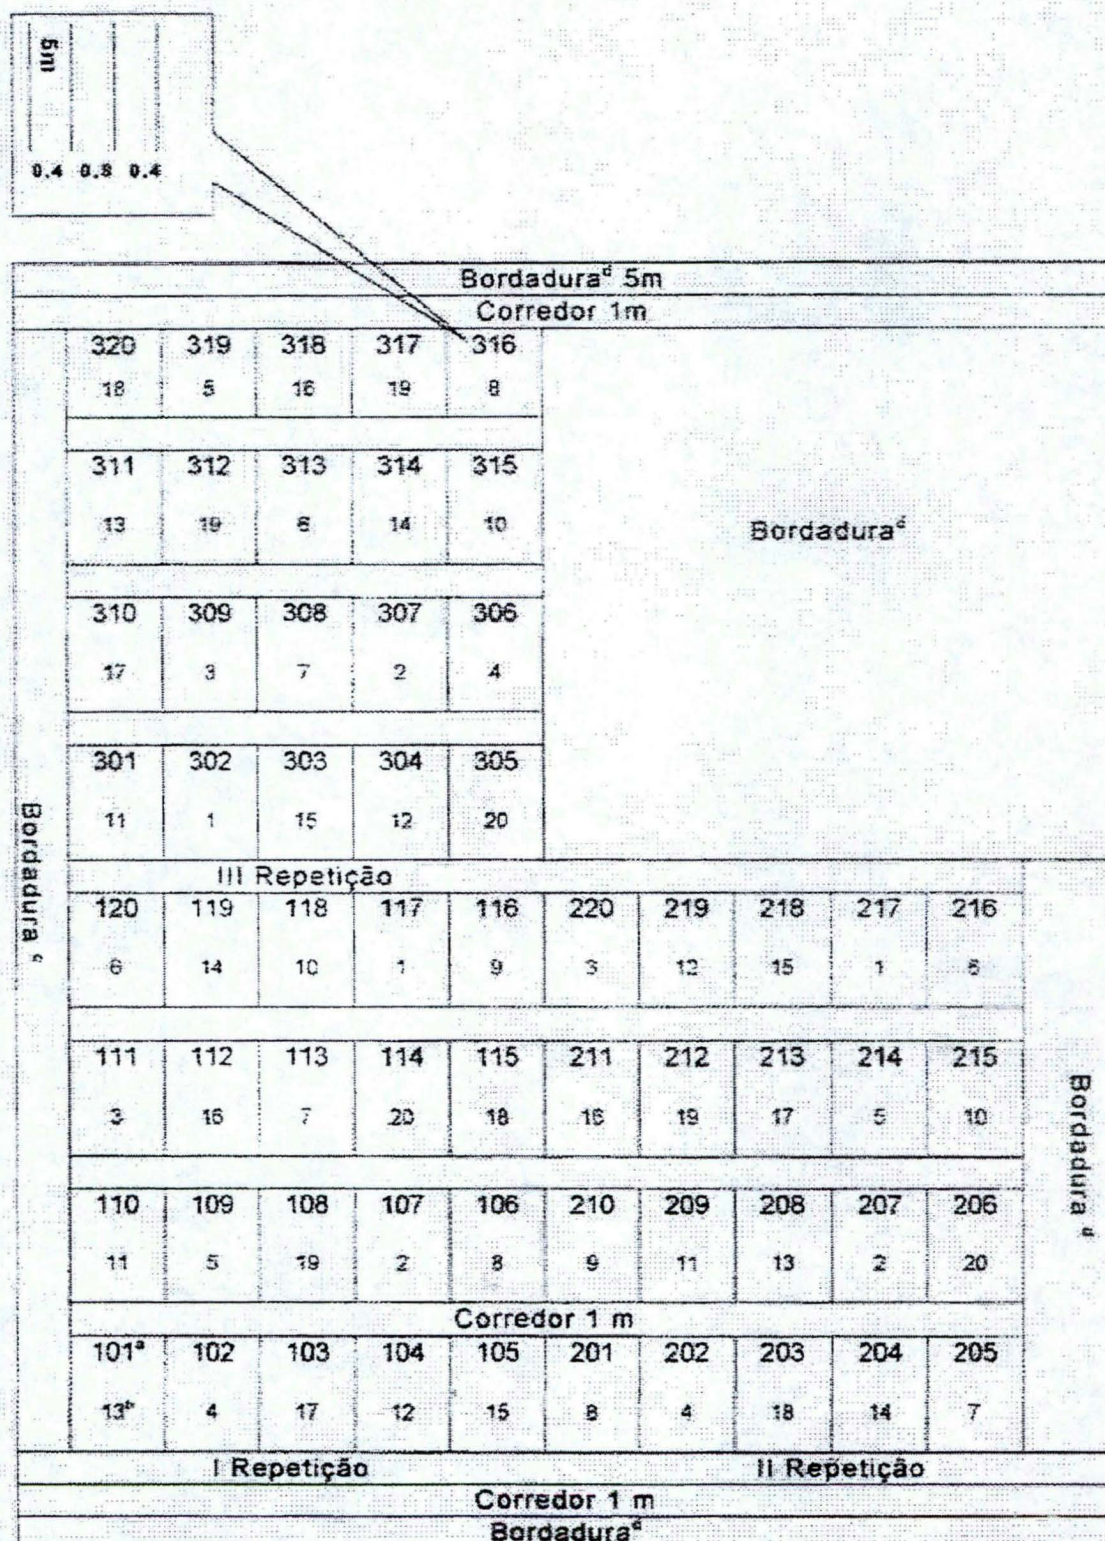 5m
0.4 0.8 0.4
Bordadura^d 5m
Corredor 1m
320 319 318 317 316
18 5 16 19 8
311 312 313 314 315
13 19 6 14 10
Bordadura^d
310 309 308 307 306
17 3 7 2 4
301 302 303 304 305
11 1 15 12 20
Bordadura^c
III Repetição
120 119 118 117 116 220 219 218 217 216
6 14 10 1 9 3 12 15 1 6
111 112 113 114 115 211 212 213 214 215
3 16 7 20 18 16 19 17 5 10
Bordadura^d
110 109 108 107 106 210 209 208 207 206
11 5 19 2 8 9 11 13 2 20
Corredor 1 m
101^a 102 103 104 105 201 202 203 204 205
13^b 4 17 12 15 8 4 18 14 7
I Repetição II Repetição
Corredor 1 m
Bordadura^d